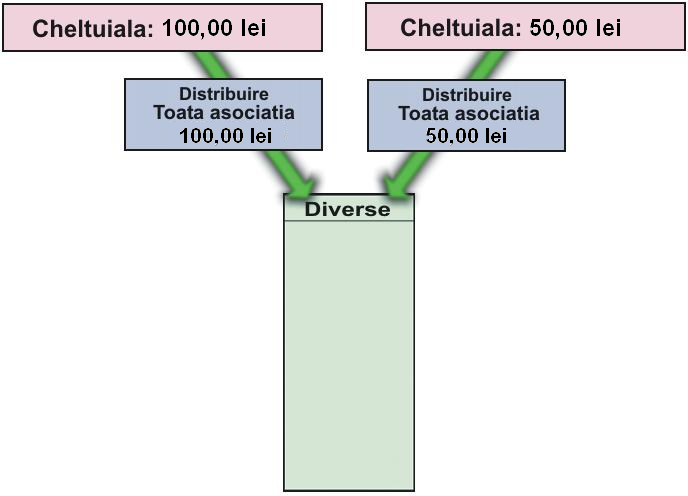 Cheltuiala: 100,00 lei
Cheltuiala: 50,00 lei
Distribuire
Toata asociatia
100,00 lei
Distribuire
Toata asociatia
50,00 lei
Diverse